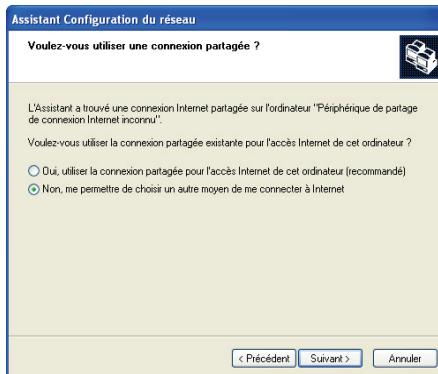 Assistant Configuration du réseau
Voulez-vous utiliser une connexion partagée ?
L'Assistant a trouvé une connexion Internet partagée sur l'ordinateur "Périphérique de partage
de connexion Internet inconnu".
Voulez-vous utiliser la connexion partagée existante pour l'accès Internet de cet ordinateur ?
Oui, utiliser la connexion partagée pour l'accès Internet de cet ordinateur (recommandé)
Non, me permettre de choisir un autre moyen de me connecter à Internet
< Précédent Suivant > Annuler